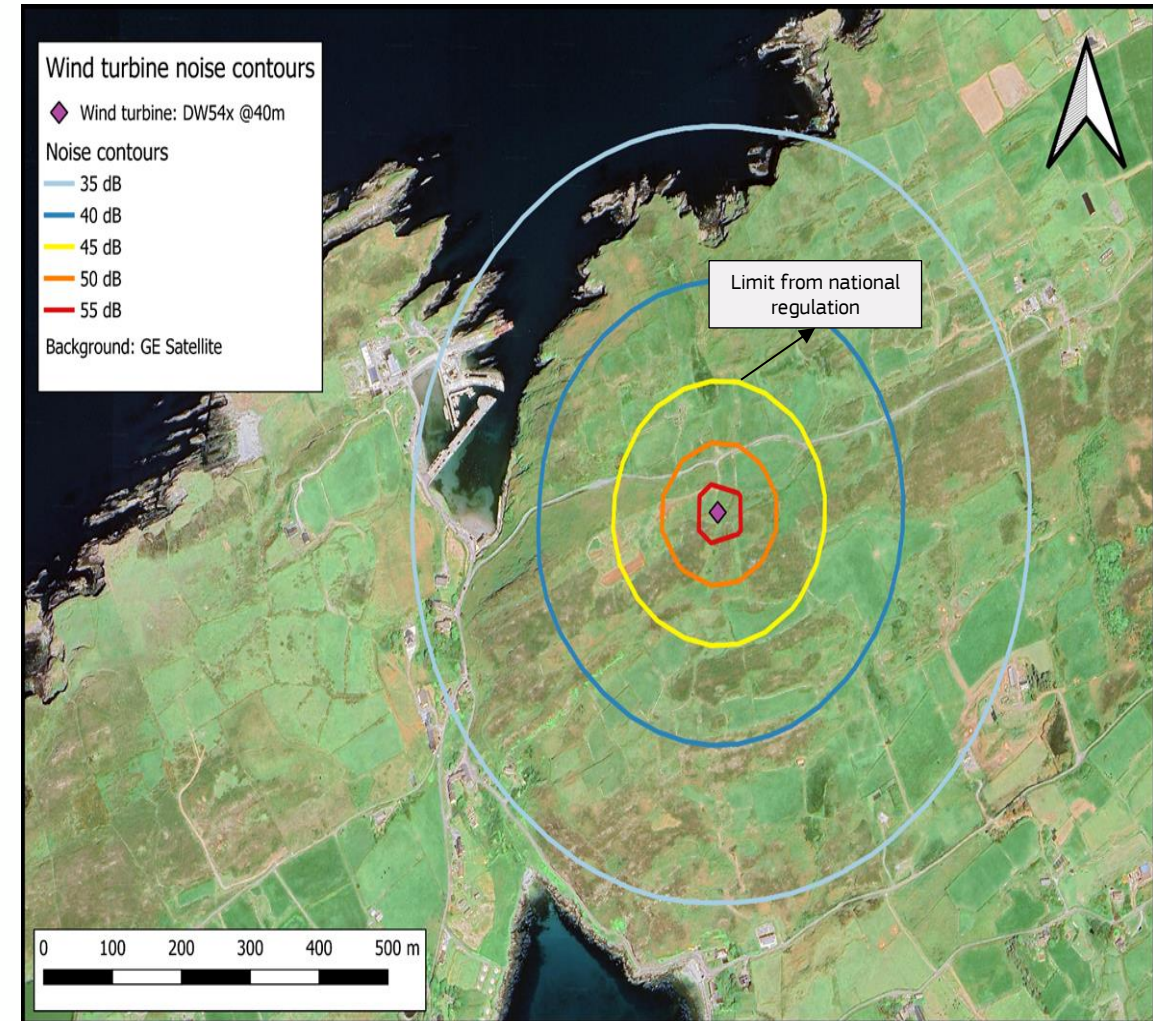 Wind turbine noise contours
Wind turbine: DW54x @40m
Noise contours
35 dB
40 dB
45 dB
50 dB
55 dB
Background: GE Satellite
Limit from national
regulation
0 100 200 300 400 500 m